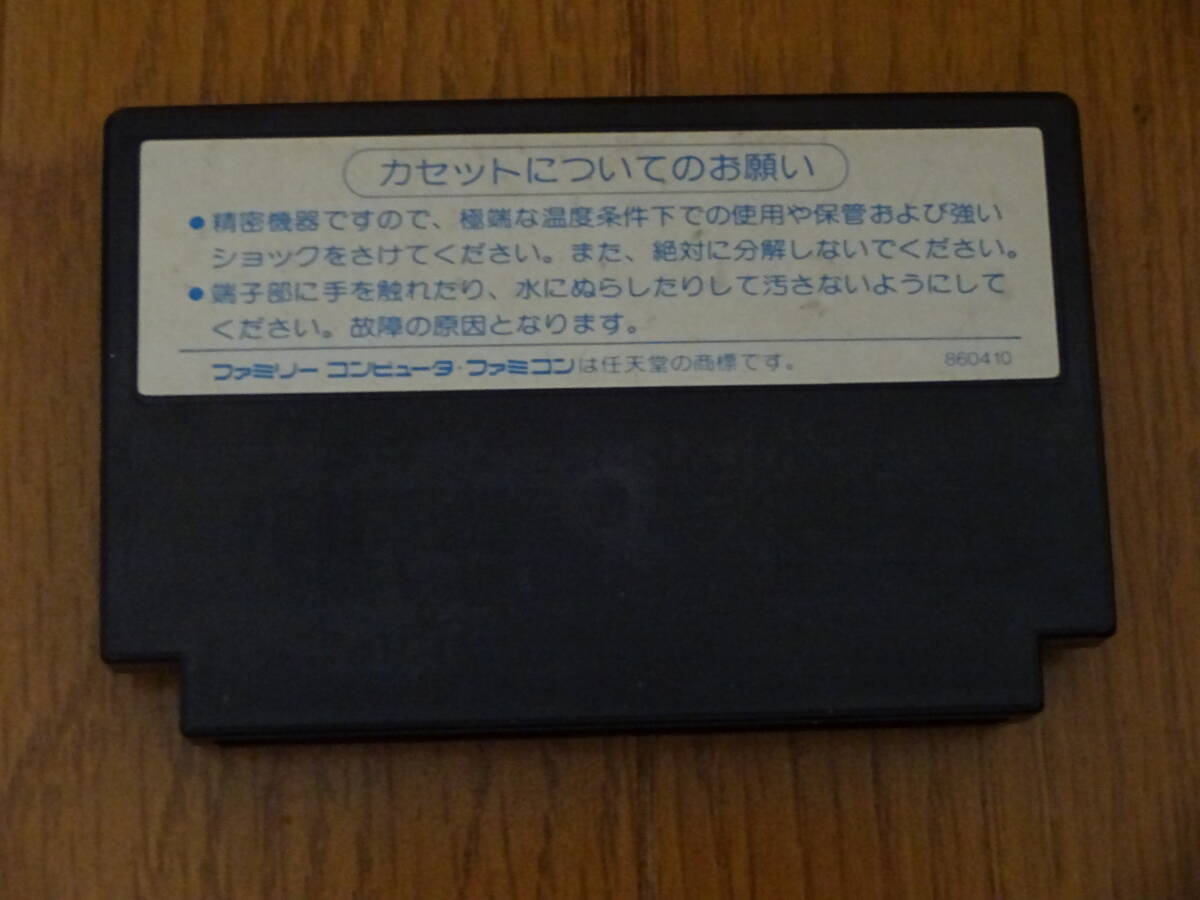 カセットについてのお願い
●精密機器ですので、極端な温度条件下での使用や保管および強い
ショックをさけてください。また、絶対に分解しないでください。
●端子部に手を触れたり、水にぬらしたりして汚さないようにして
ください。故障の原因となります。
ファミリーコンピュータ・ファミコンは任天堂の商標です。 860410